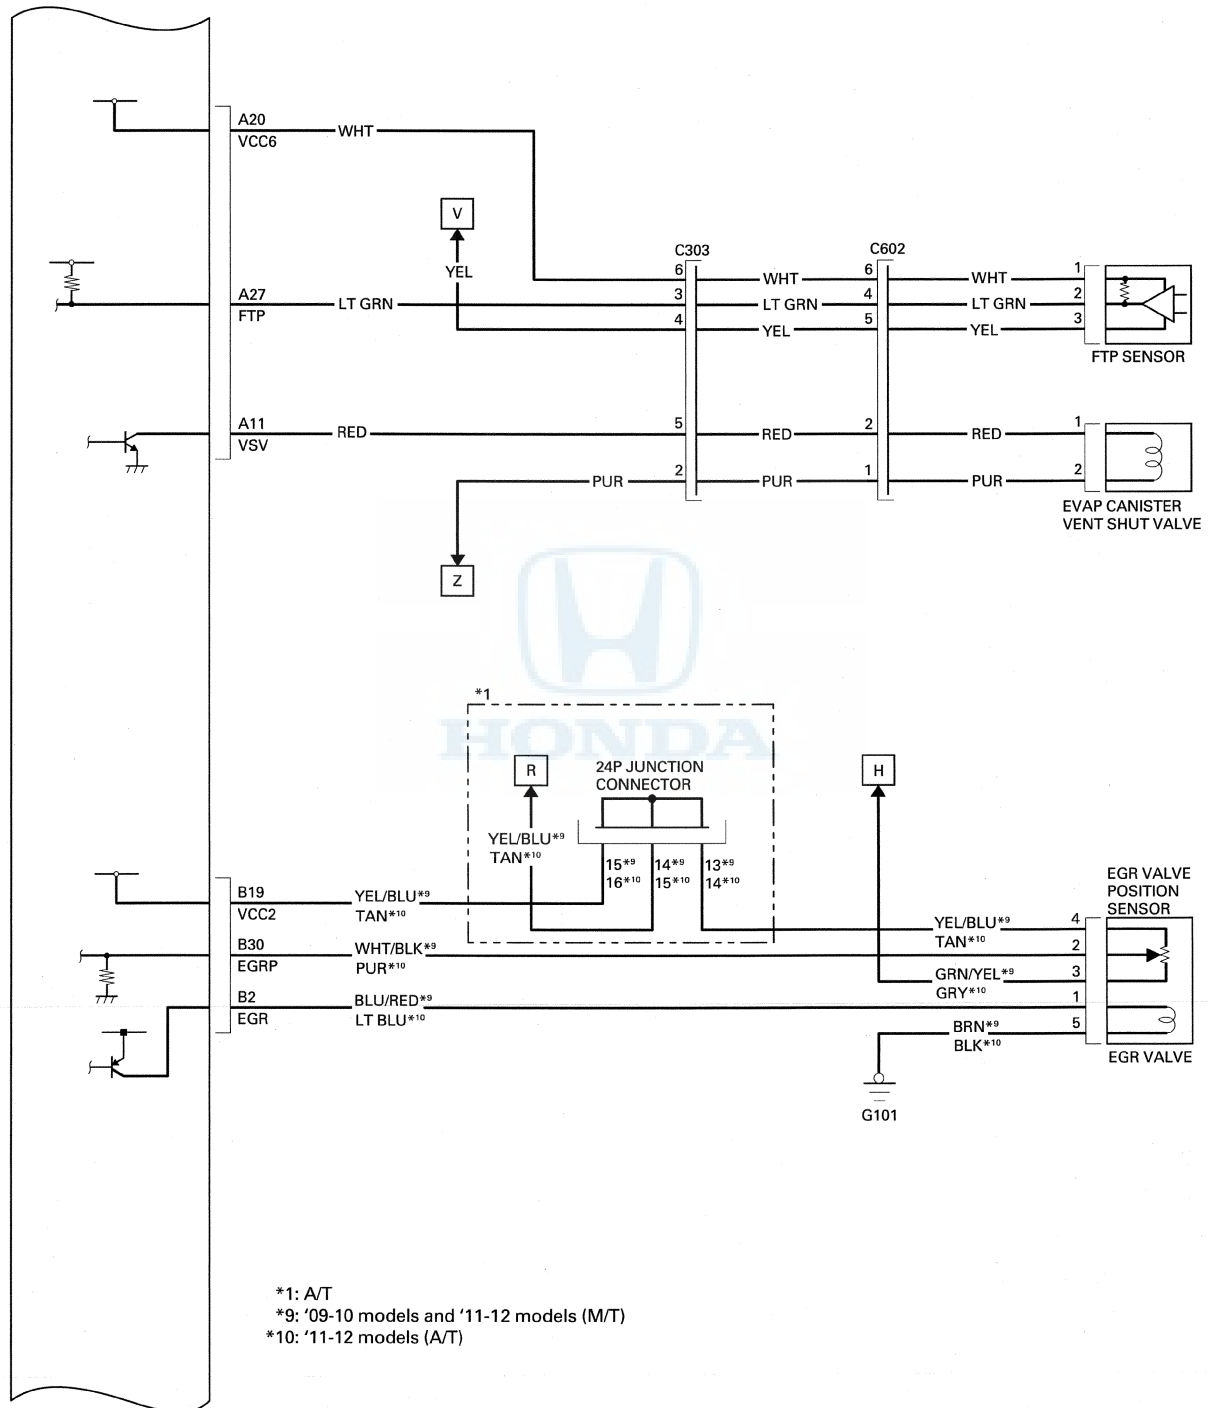 A20
VCC6
WHT
V
YEL
C303
C602
6 WHT 6 WHT 1
A27
FTP
LT GRN 3 LT GRN 4 LT GRN 2
4 YEL 5 YEL 3
FTP SENSOR
A11
VSV
RED 5 RED 2 RED 1
PUR 2 PUR 1 PUR 2
EVAP CANISTER
VENT SHUT VALVE
Z
*1
HONDA
R
24P JUNCTION
CONNECTOR
H
YEL/BLU*9
TAN*10
15*9 14*9 13*9
16*10 15*10 14*10
EGR VALVE
POSITION
SENSOR
B19
VCC2
YEL/BLU*9
TAN*10
YEL/BLU*9 4
TAN*10
B30
EGRP
WHT/BLK*9
PUR*10
2
GRN/YEL*9 3
GRY*10
B2
EGR
BLU/RED*9
LT BLU*10
1
BRN*9 5
BLK*10
EGR VALVE
G101
*1: A/T
*9: '09-10 models and '11-12 models (M/T)
*10: '11-12 models (A/T)